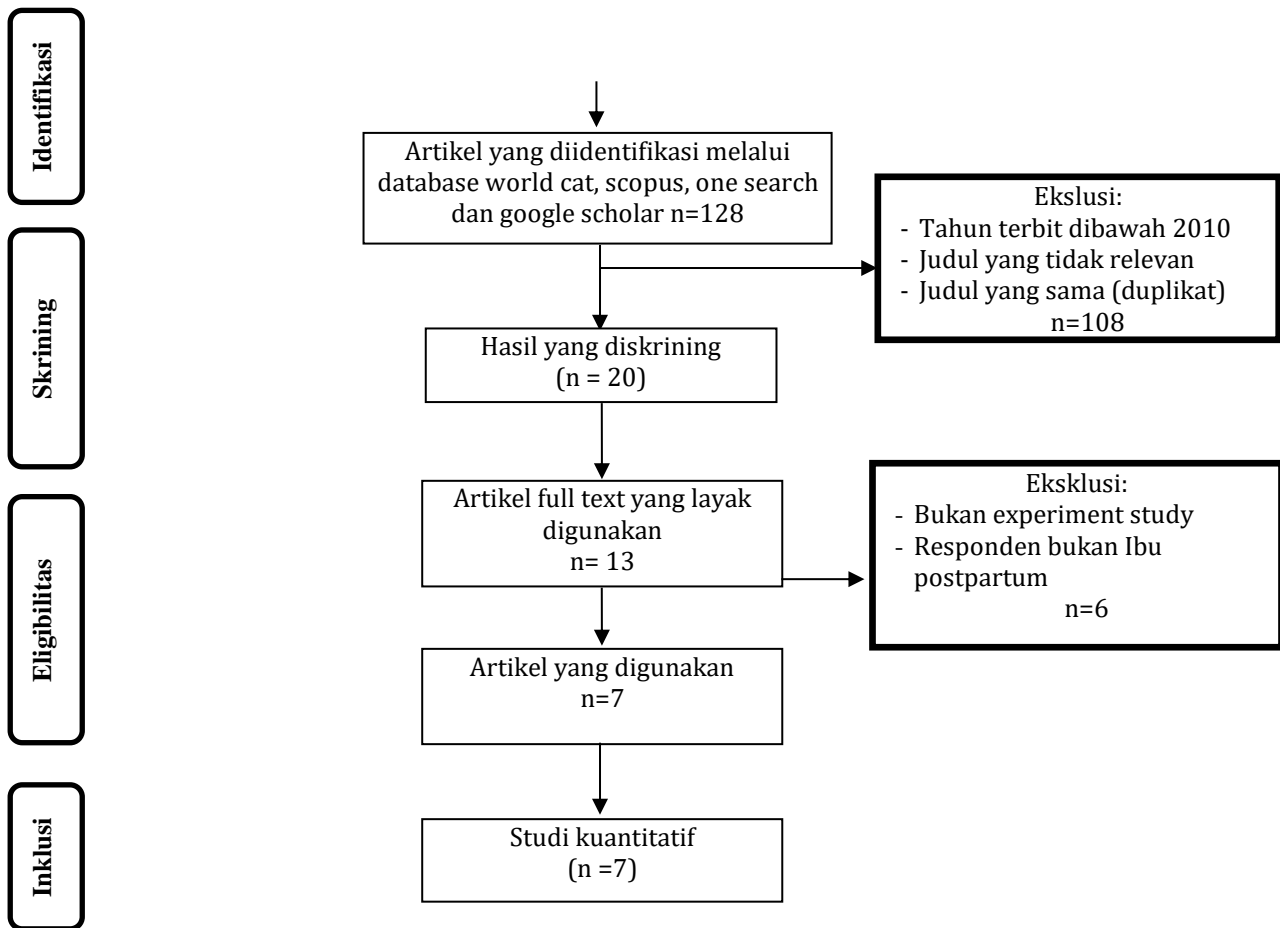 Identifikasi
Artikel yang diidentifikasi melalui
database world cat, scopus, one search
dan google scholar n=128
Ekslusi:
- Tahun terbit dibawah 2010
- Judul yang tidak relevan
- Judul yang sama (duplikat)
n=108
Skrining
Hasil yang diskrining
(n = 20)
Artikel full text yang layak
digunakan
n= 13
Eksklusi:
- Bukan experiment study
- Responden bukan Ibu
postpartum
n=6
Eligibilitas
Artikel yang digunakan
n=7
Inklusi
Studi kuantitatif
(n =7)